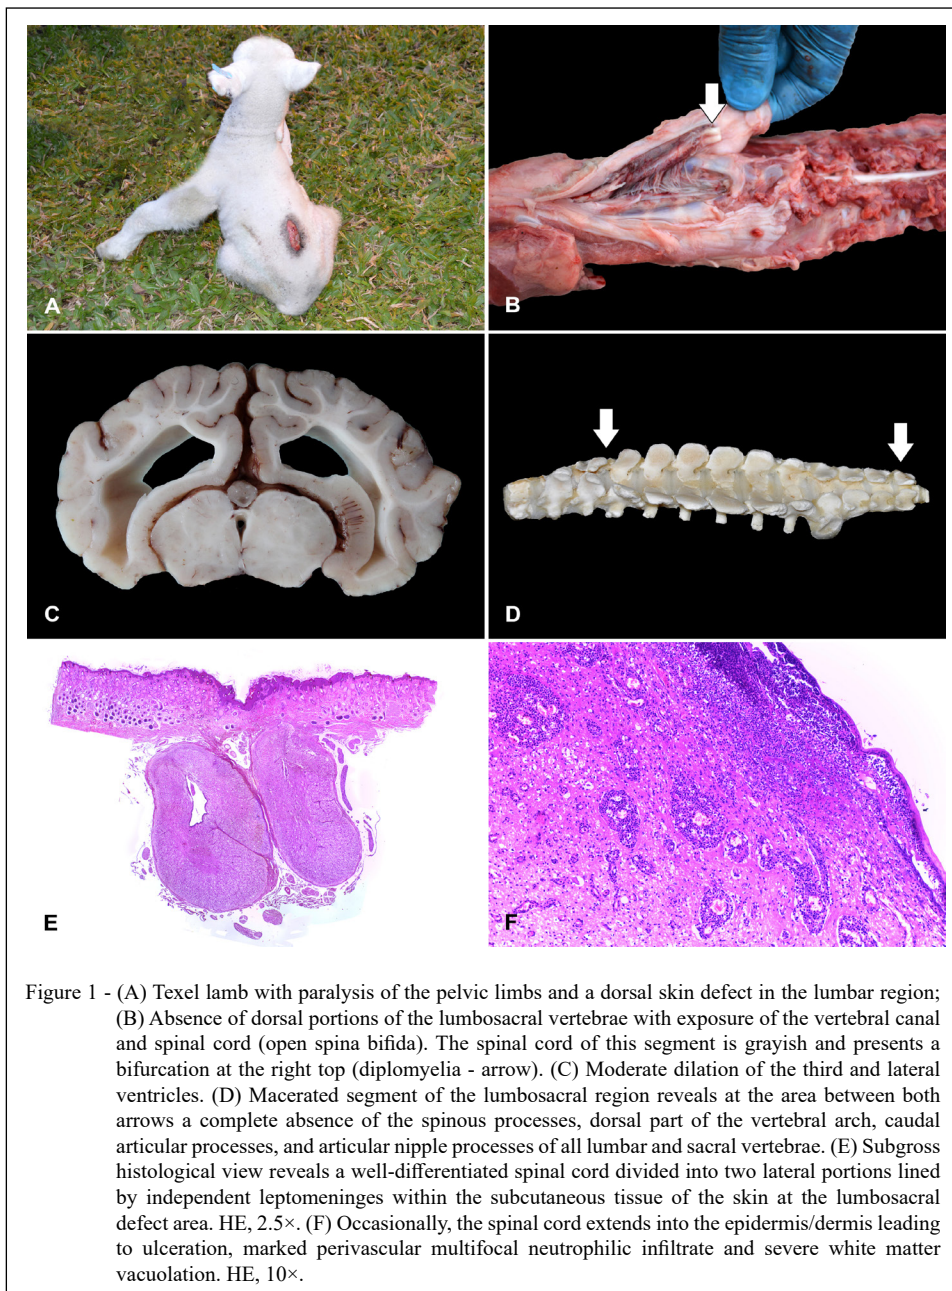 A
B
C
D
E
F
Figure 1 - (A) Texel lamb with paralysis of the pelvic limbs and a dorsal skin defect in the lumbar region;
(B) Absence of dorsal portions of the lumbosacral vertebrae with exposure of the vertebral canal
and spinal cord (open spina bifida). The spinal cord of this segment is grayish and presents a
bifurcation at the right top (diplomyelia - arrow). (C) Moderate dilation of the third and lateral
ventricles. (D) Macerated segment of the lumbosacral region reveals at the area between both
arrows a complete absence of the spinous processes, dorsal part of the vertebral arch, caudal
articular processes, and articular nipple processes of all lumbar and sacral vertebrae. (E) Subgross
histological view reveals a well-differentiated spinal cord divided into two lateral portions lined
by independent leptomeninges within the subcutaneous tissue of the skin at the lumbosacral
defect area. HE, 2.5×. (F) Occasionally, the spinal cord extends into the epidermis/dermis leading
to ulceration, marked perivascular multifocal neutrophilic infiltrate and severe white matter
vacuolation. HE, 10×.